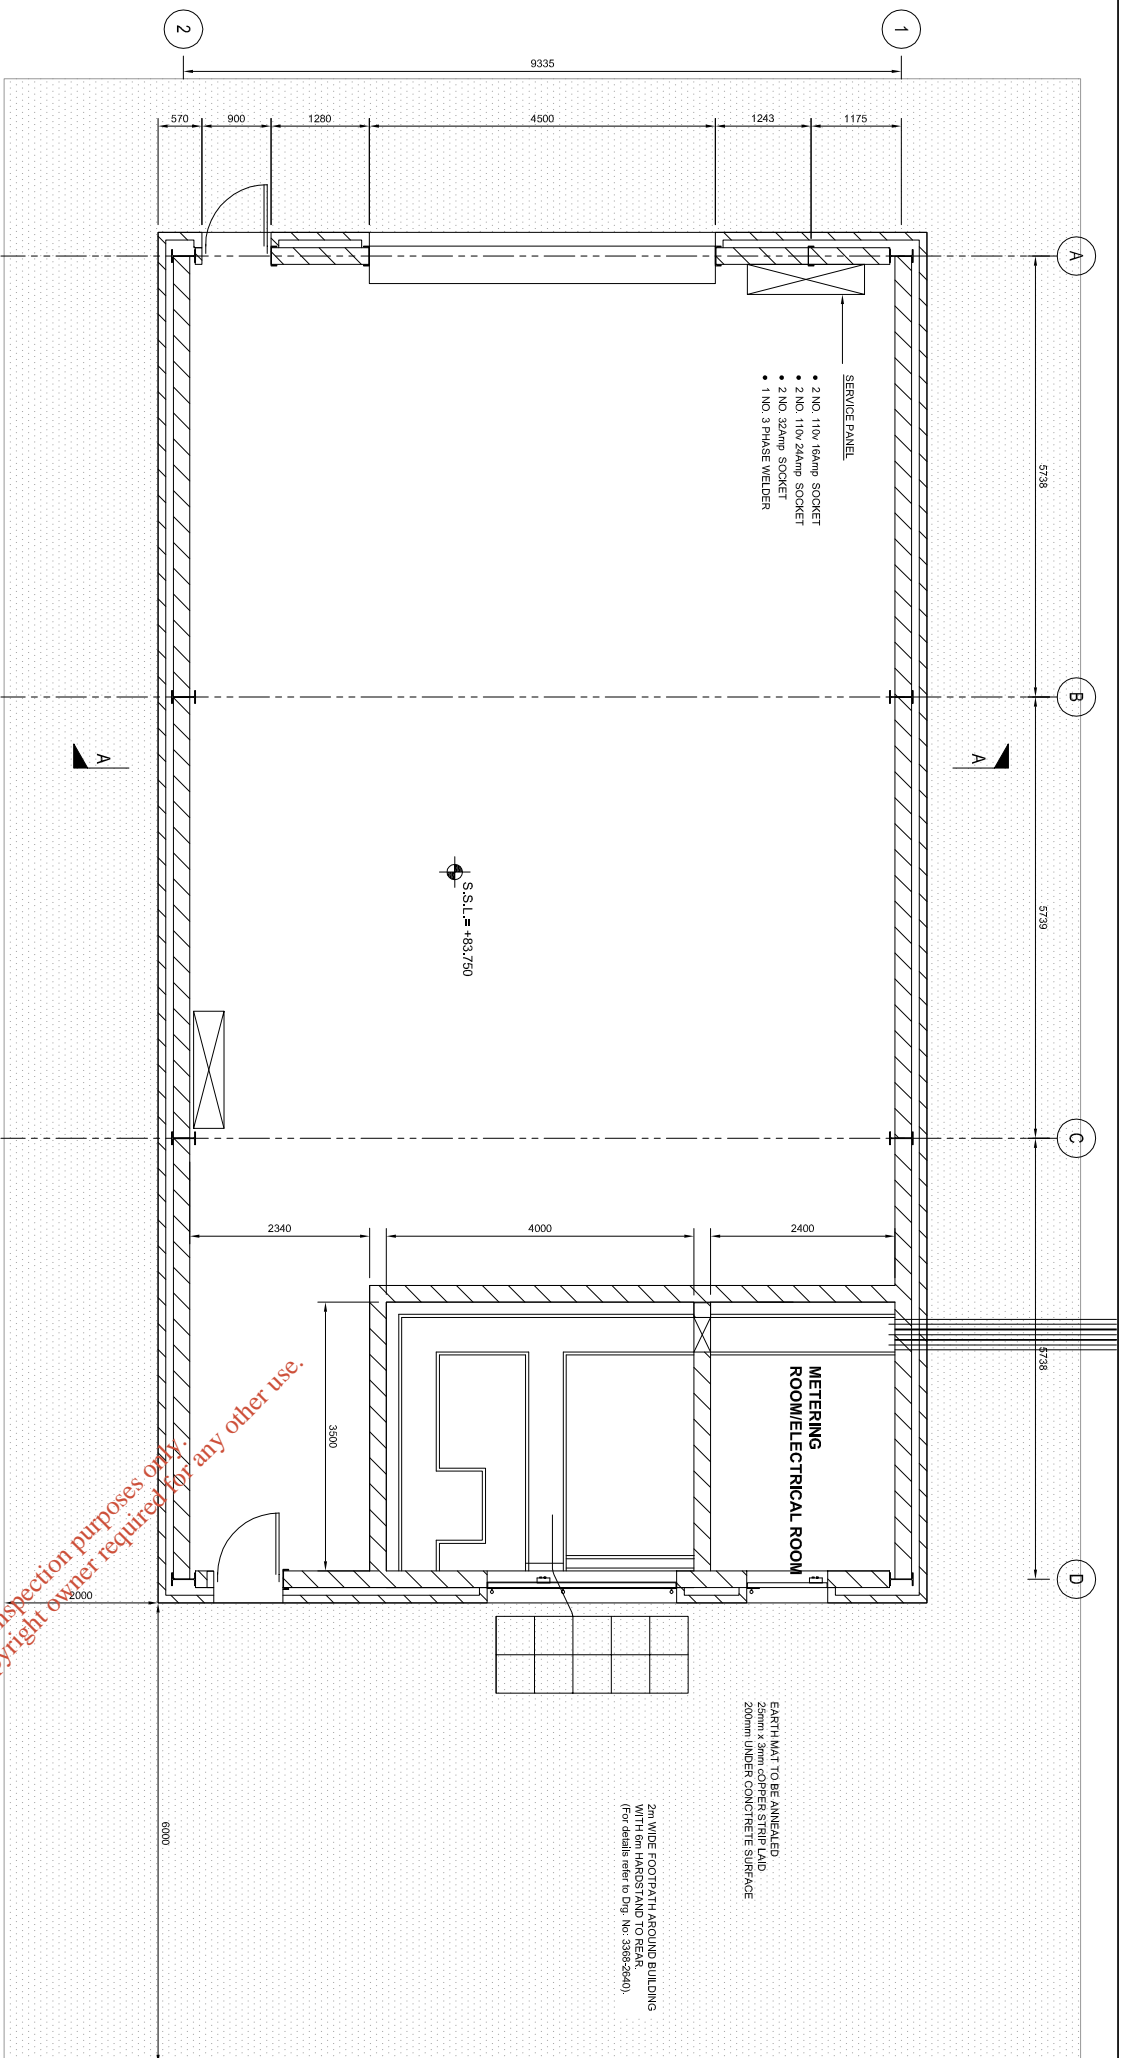 2
1
9335
570
900
1280
4500
1243
1175
A
5738
B
5739
C
5738
D
SERVICE PANEL
• 2 NO. 110v 16Amp SOCKET
• 2 NO. 110v 24Amp SOCKET
• 2 NO. 32Amp SOCKET
• 1 NO. 3 PHASE WELDER
A
A
S.S.L.= +83.750
2340
4000
2400
3500
METERING
ROOM/ELECTRICAL ROOM
nspection purposes only.
yright owner required for any other use.
2000
6000
EARTH MAT TO BE ANNEALED
25mm x 3mm cOPPER STRIP LAID
200mm UNDER CONCTRETE SURFACE
2m WIDE FOOTPATH AROUND BUILDING
WITH 6m HARDSTAND TO REAR.
(For details refer to Drg. No: 3368-2640).